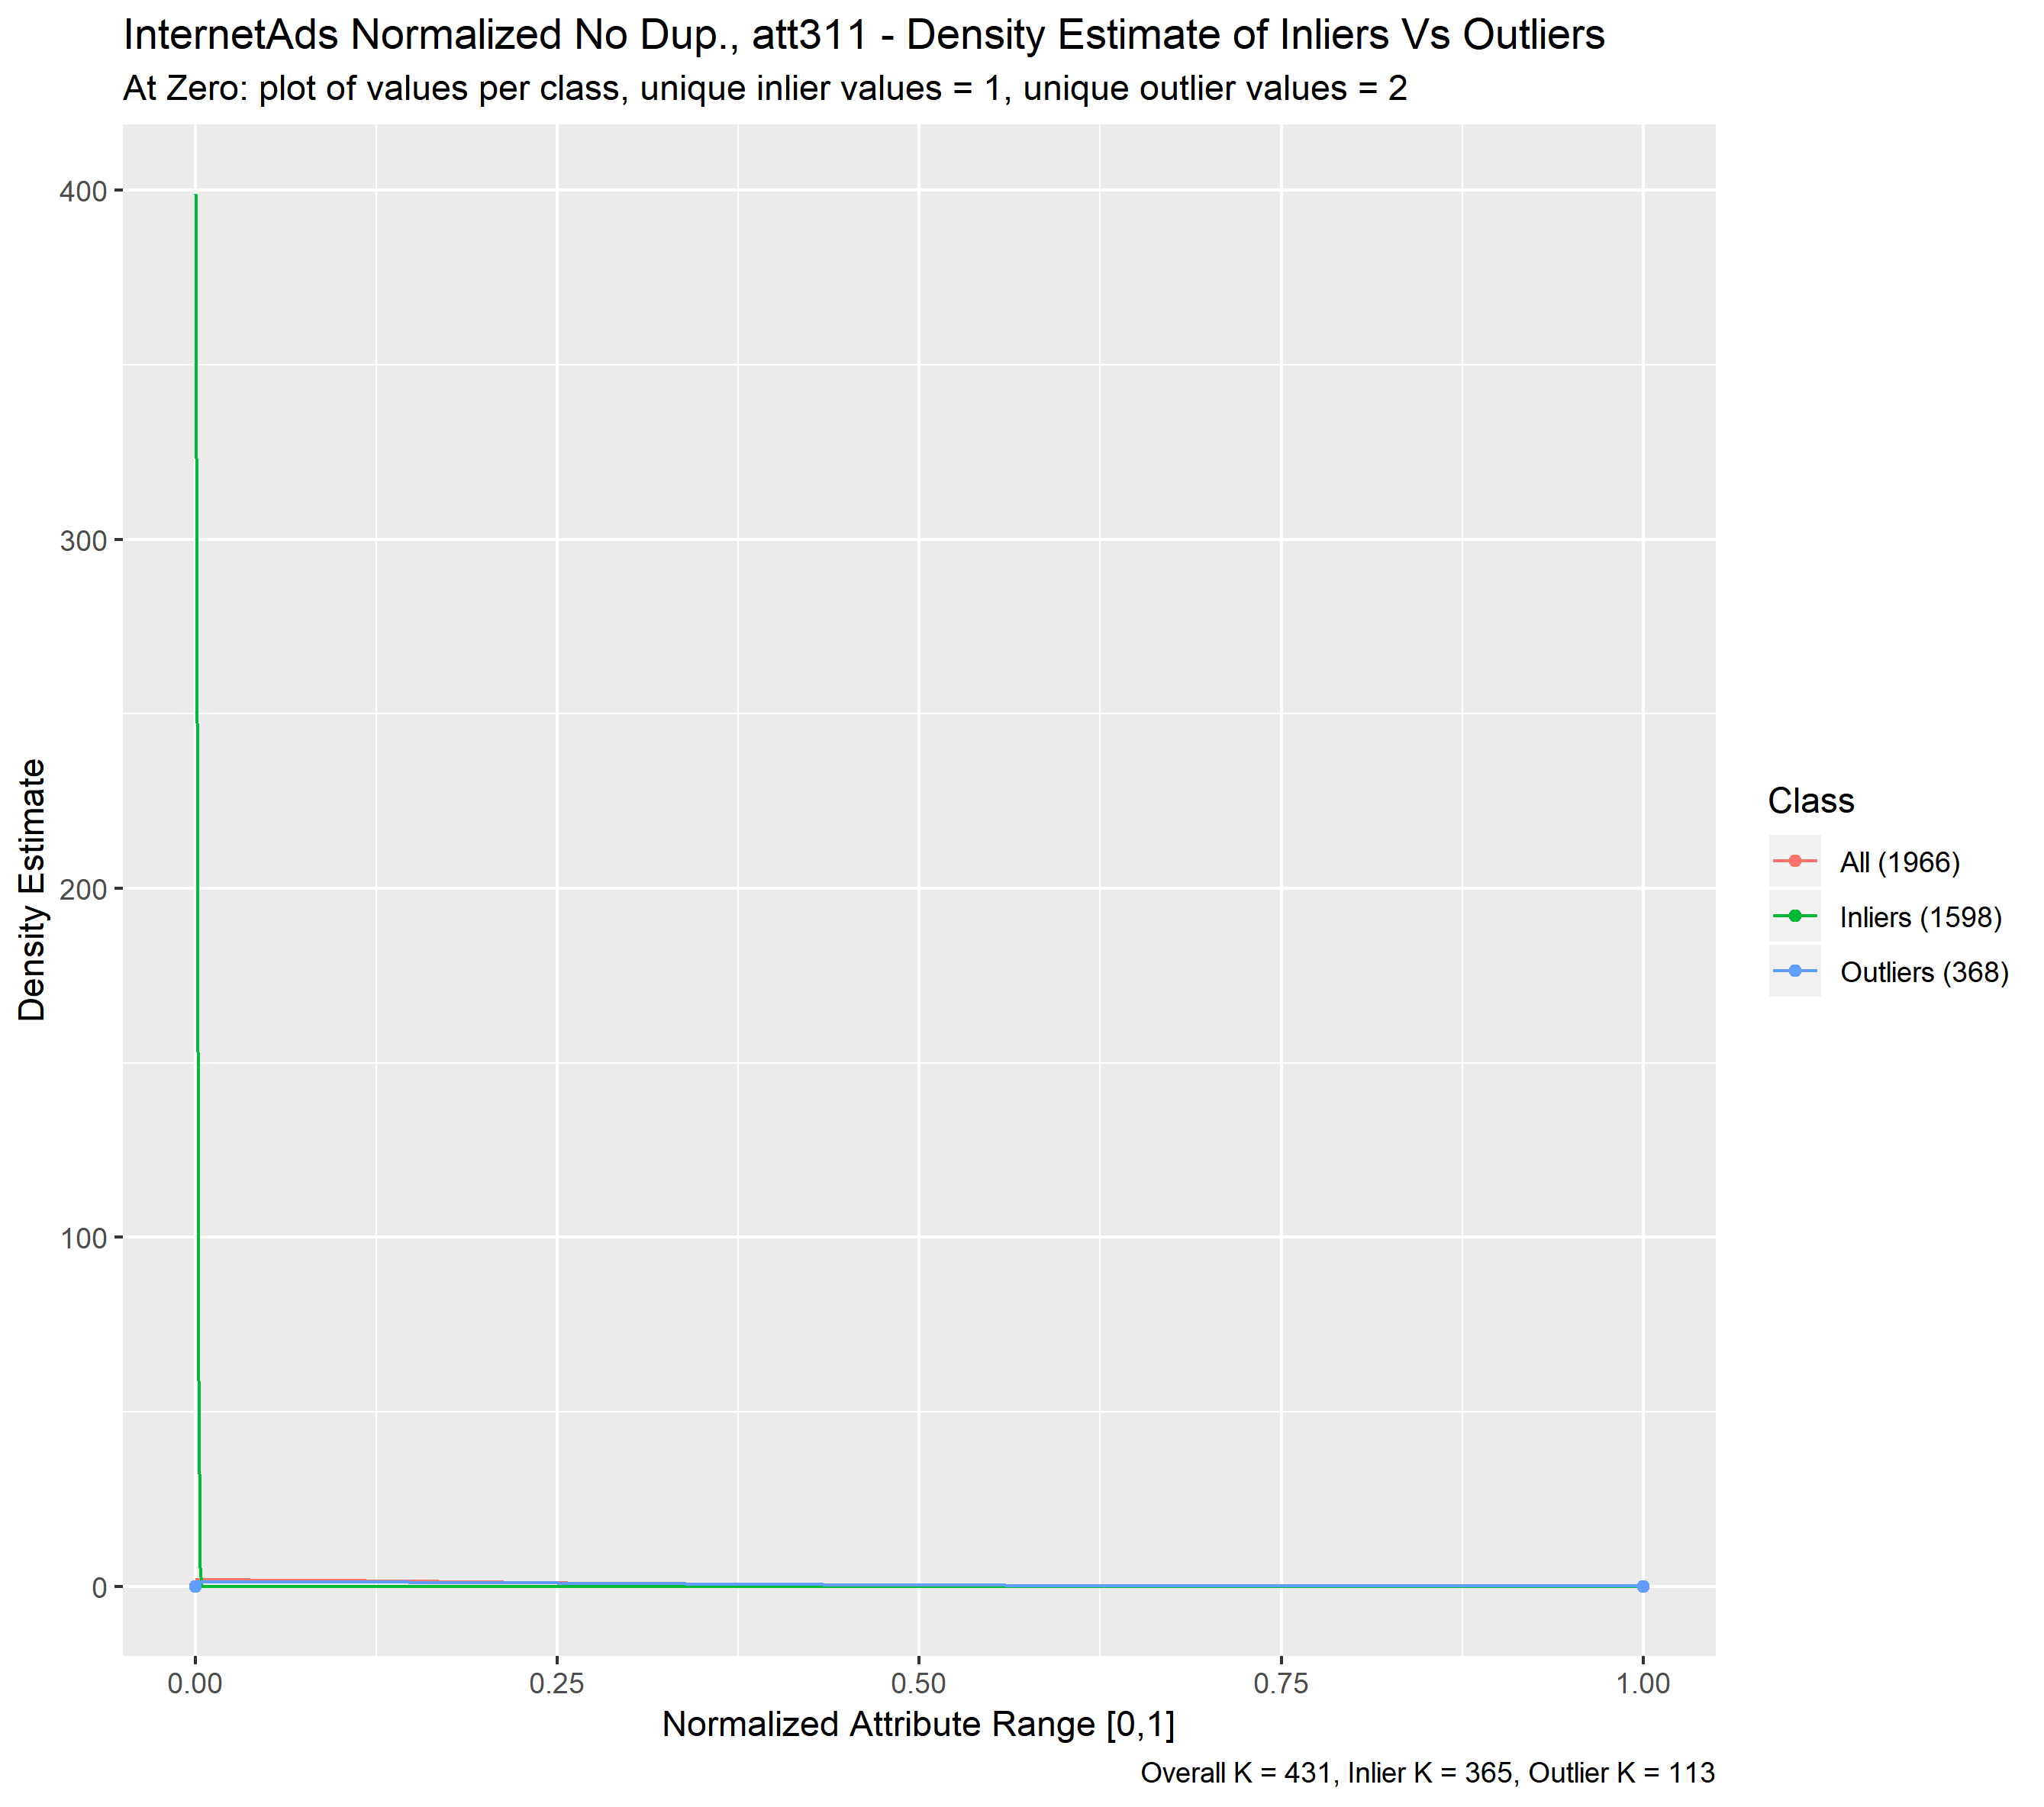 InternetAds Normalized No Dup., att311 - Density Estimate of Inliers Vs Outliers
At Zero: plot of values per class, unique inlier values = 1, unique outlier values = 2
400
300
200
100
0
Density Estimate
0.00
0.25
0.50
0.75
1.00
Normalized Attribute Range [0,1]
Overall K = 431, Inlier K = 365, Outlier K = 113
Class
All (1966)
Inliers (1598)
Outliers (368)